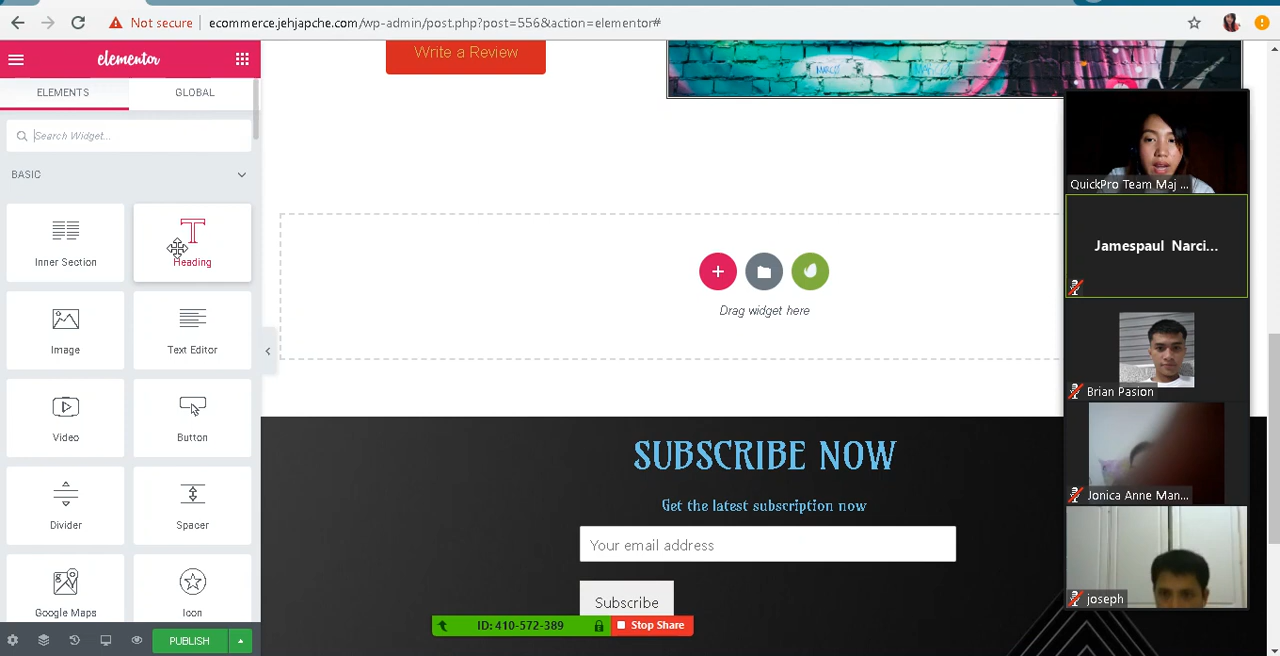 Not secure
ecommerce.jehjapche.com/wp-admin/post.php?post=556&action=elementor#
elementor
ELEMENTS
GLOBAL
Search Widget...
BASIC
Inner Section
Heading
Image
Text Editor
Video
Button
Divider
Spacer
Google Maps
Icon
PUBLISH
Write a Review
Drag widget here
SUBSCRIBE NOW
Get the latest subscription now
Your email address
Subscribe
ID: 410-572-389
Stop Share
QuickPro Team Maj ...
Jamespaul Narci...
Brian Pasion
Jonica Anne Man...
joseph